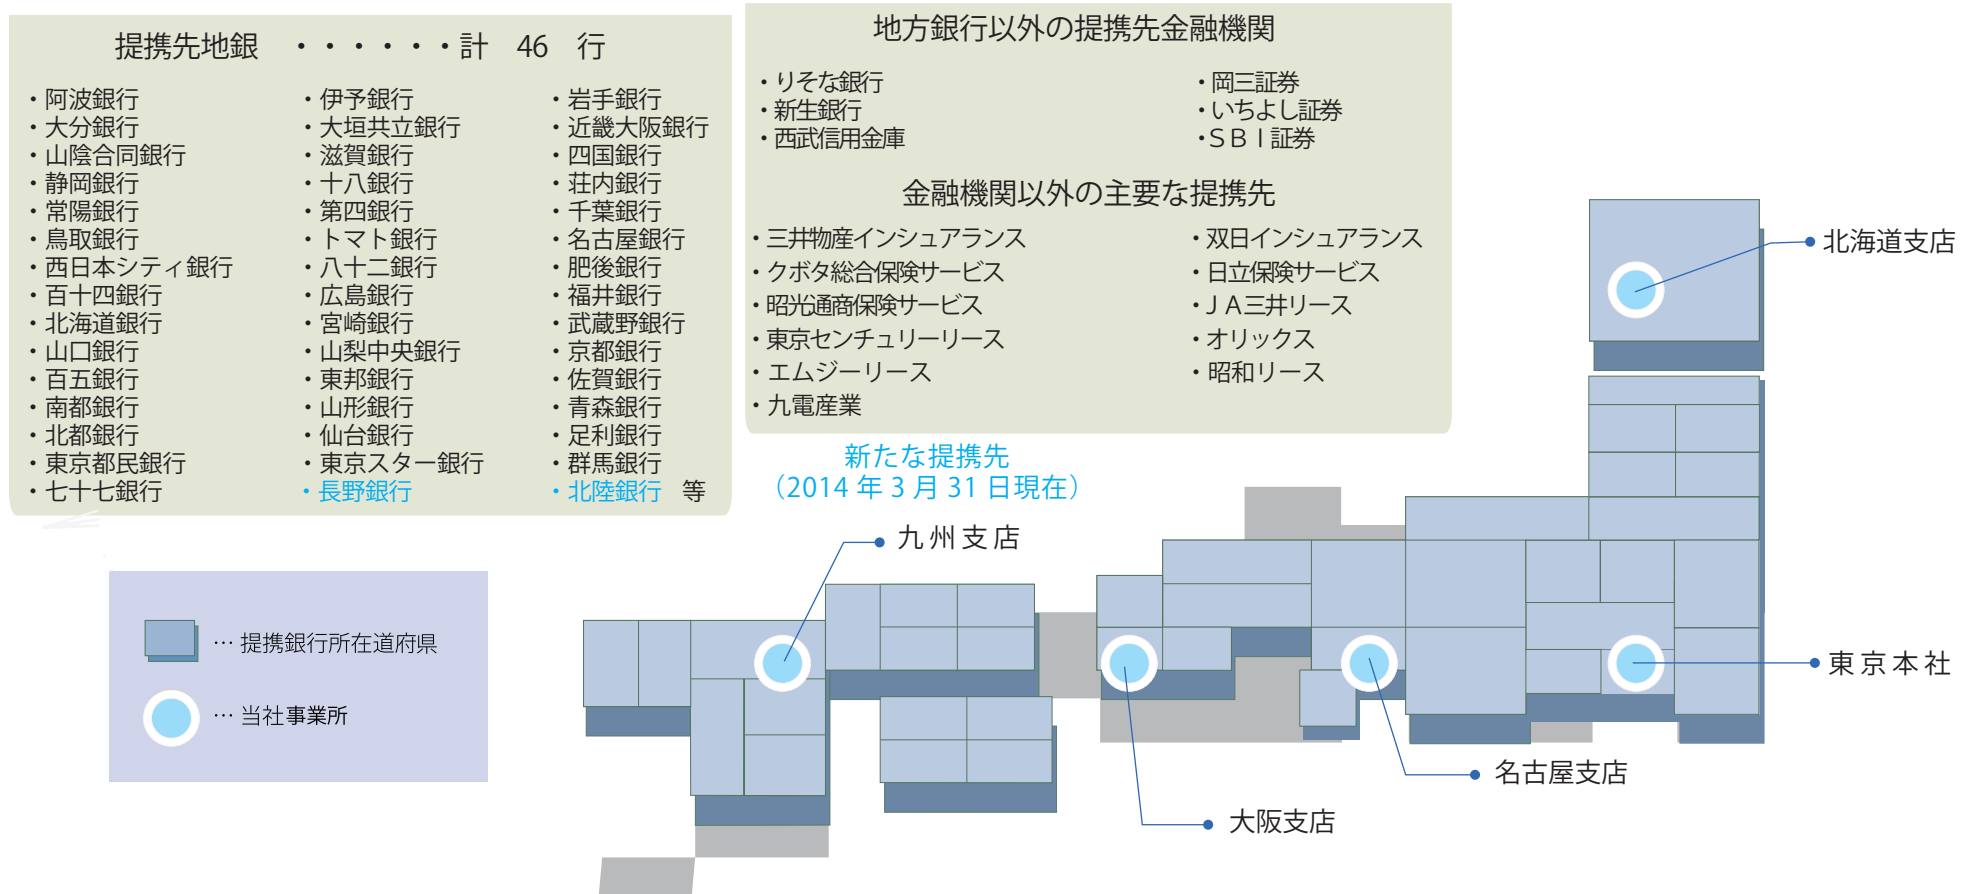 提携先地銀 ・・・・・・計 46 行
・阿波銀行 ・伊予銀行 ・岩手銀行
・大分銀行 ・大垣共立銀行 ・近畿大阪銀行
・山陰合同銀行 ・滋賀銀行 ・四国銀行
・静岡銀行 ・十八銀行 ・荘内銀行
・常陽銀行 ・第四銀行 ・千葉銀行
・鳥取銀行 ・トマト銀行 ・名古屋銀行
・西日本シティ銀行 ・八十二銀行 ・肥後銀行
・百十四銀行 ・広島銀行 ・福井銀行
・北海道銀行 ・宮崎銀行 ・武蔵野銀行
・山口銀行 ・山梨中央銀行 ・京都銀行
・百五銀行 ・東邦銀行 ・佐賀銀行
・南都銀行 ・山形銀行 ・青森銀行
・北都銀行 ・仙台銀行 ・足利銀行
・東京都民銀行 ・東京スター銀行 ・群馬銀行
・七十七銀行 ・長野銀行 ・北陸銀行 等
地方銀行以外の提携先金融機関
・りそな銀行 ・岡三証券
・新生銀行 ・いちよし証券
・西武信用金庫 ・ＳＢＩ証券
金融機関以外の主要な提携先
・三井物産インシュアランス ・双日インシュアランス
・クボタ総合保険サービス ・日立保険サービス
・昭光通商保険サービス ・ＪＡ三井リース
・東京センチュリーリース ・オリックス
・エムジーリース ・昭和リース
・九電産業
新たな提携先
（2014 年 3 月 31 日現在）
北海道支店
九州支店
… 提携銀行所在道府県
… 当社事業所
東京本社
名古屋支店
大阪支店